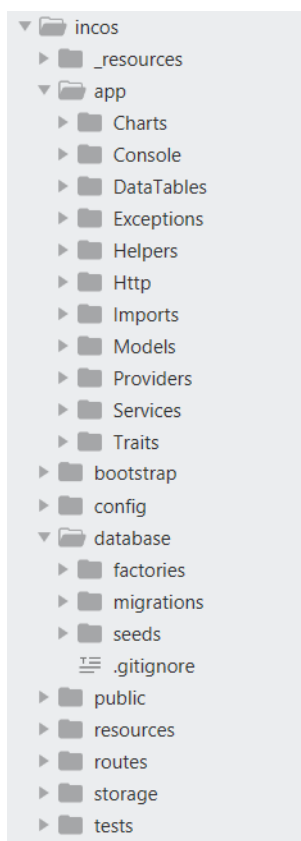 incos
_resources
app
Charts
Console
DataTables
Exceptions
Helpers
Http
Imports
Models
Providers
Services
Traits
bootstrap
config
database
factories
migrations
seeds
.gitignore
public
resources
routes
storage
tests